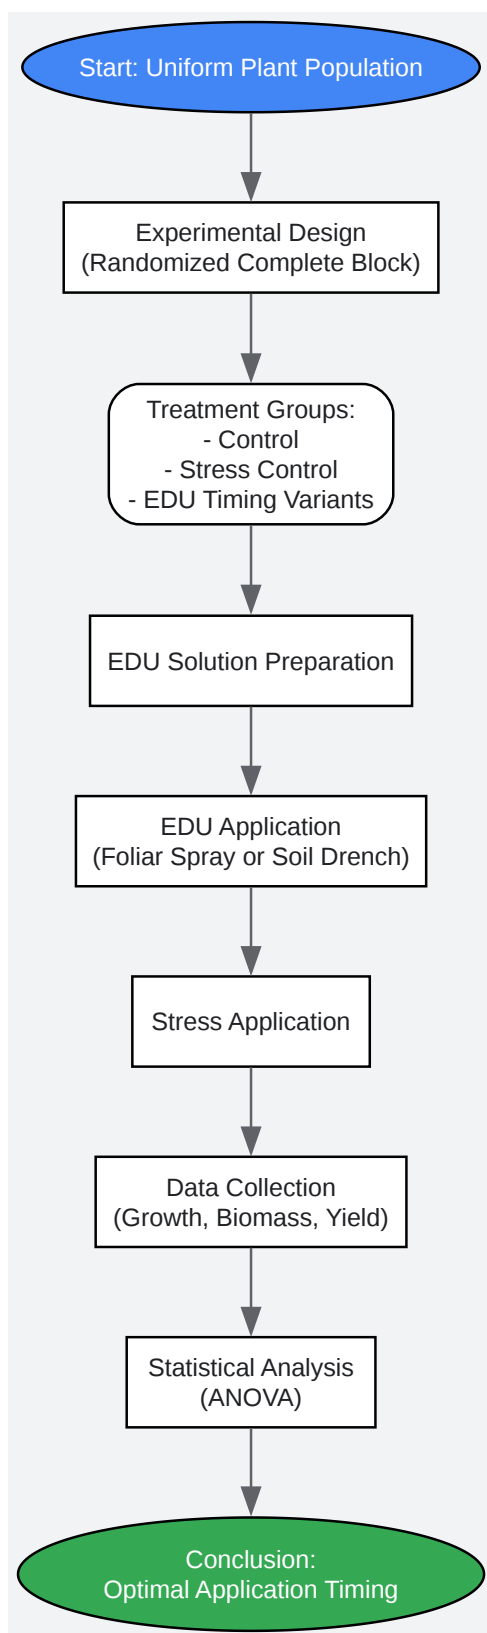 Start: Uniform Plant Population
Experimental Design
(Randomized Complete Block)
Treatment Groups:
- Control
- Stress Control
- EDU Timing Variants
EDU Solution Preparation
EDU Application
(Foliar Spray or Soil Drench)
Stress Application
Data Collection
(Growth, Biomass, Yield)
Statistical Analysis
(ANOVA)
Conclusion:
Optimal Application Timing